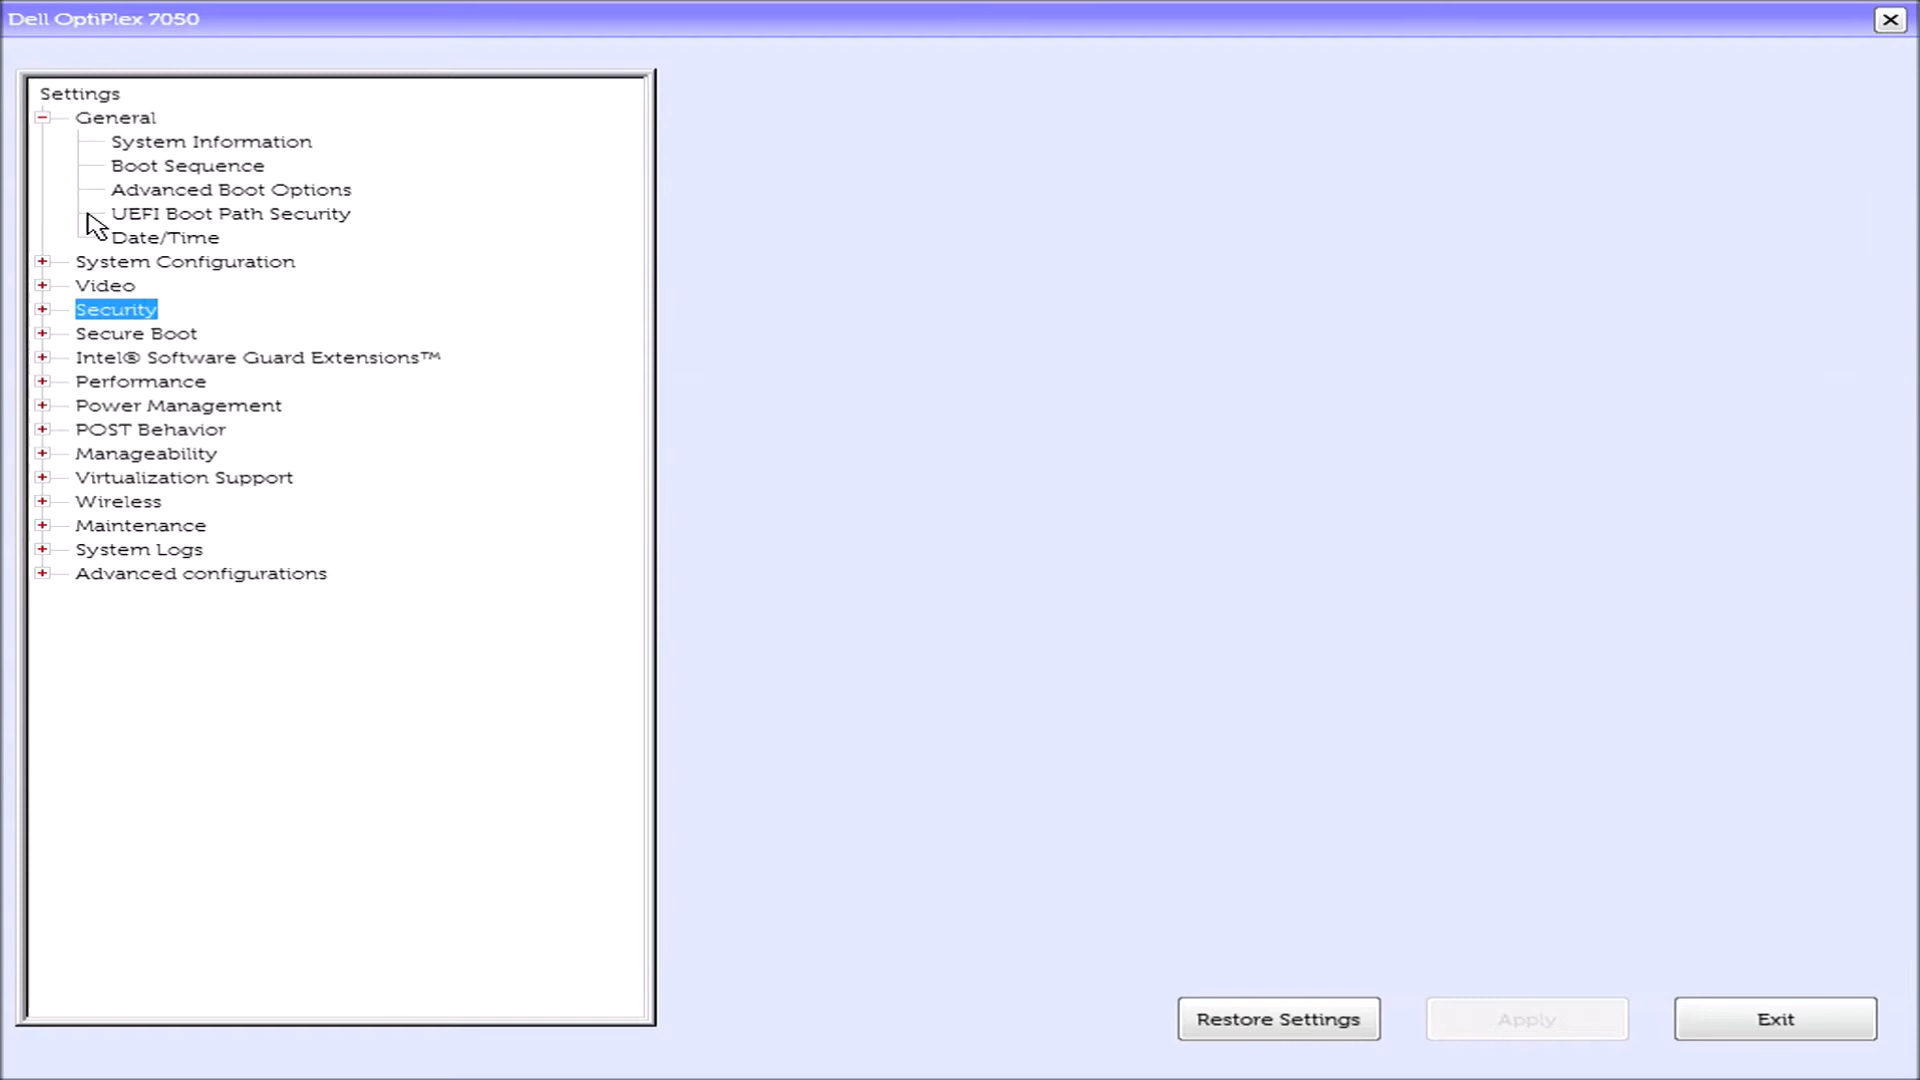 Dell OptiPlex 7050
Settings
General
System Information
Boot Sequence
Advanced Boot Options
UEFI Boot Path Security
Date/Time
System Configuration
Video
Security
Secure Boot
Intel® Software Guard Extensions™
Performance
Power Management
POST Behavior
Manageability
Virtualization Support
Wireless
Maintenance
System Logs
Advanced configurations
Restore Settings
Apply
Exit